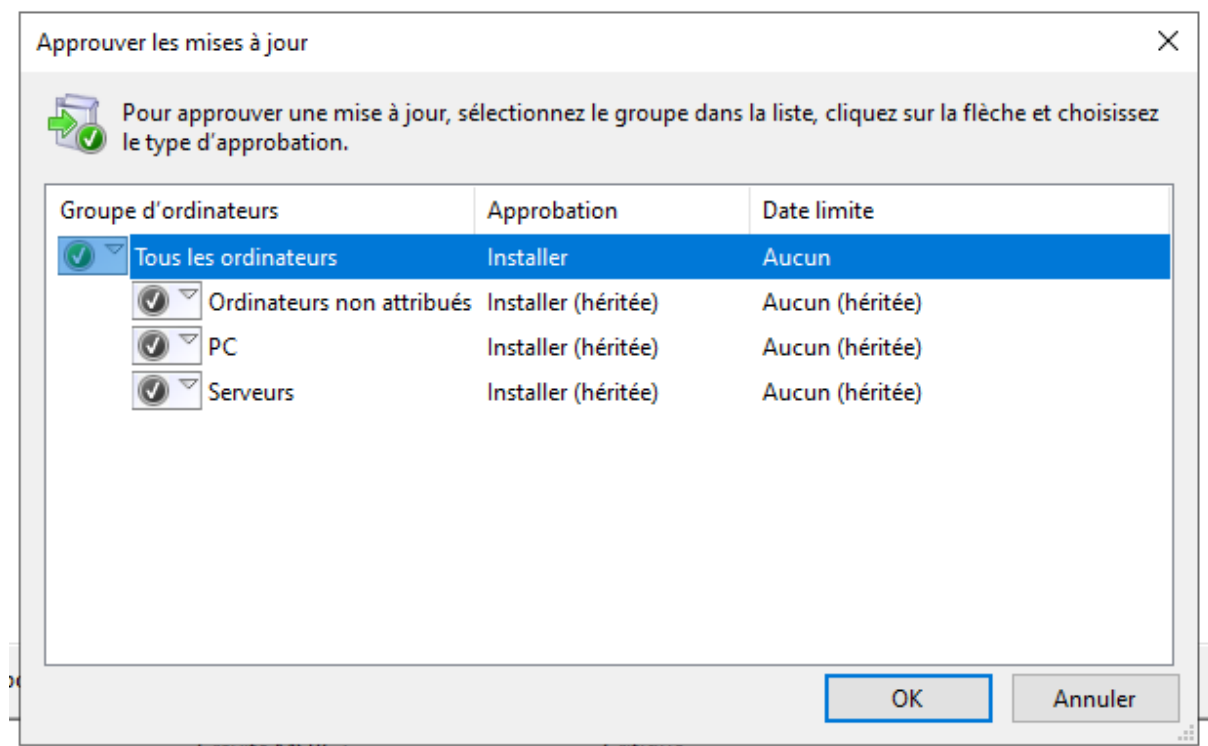 Approuver les mises à jour
Pour approuver une mise à jour, sélectionnez le groupe dans la liste, cliquez sur la flèche et choisissez
le type d'approbation.
Groupe d'ordinateurs Approbation Date limite
Tous les ordinateurs Installer Aucun
Ordinateurs non attribués Installer (héritée) Aucun (héritée)
PC Installer (héritée) Aucun (héritée)
Serveurs Installer (héritée) Aucun (héritée)
OK Annuler